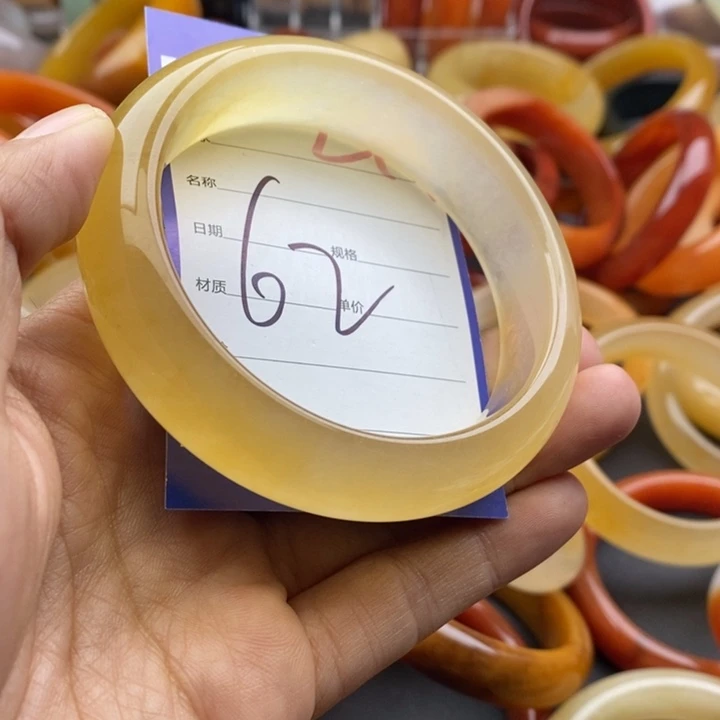 名称
日期 规格
材质 单价
62